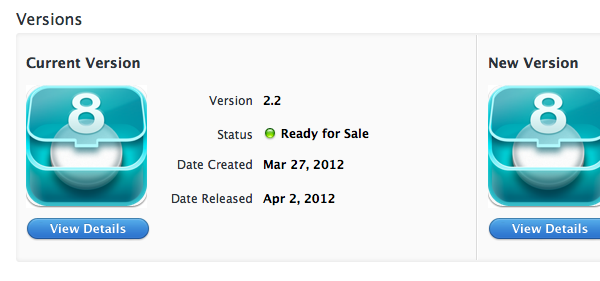 Versions
Current Version
New Version
8
8
Version 2.2
Status Ready for Sale
Date Created Mar 27, 2012
Date Released Apr 2, 2012
View Details
View Details